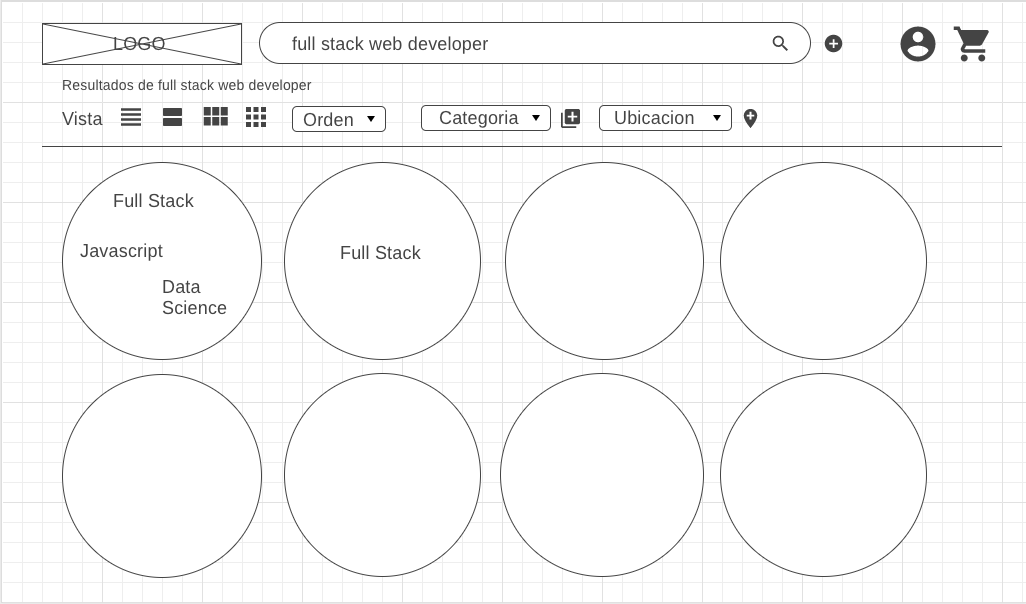 LOGO
full stack web developer
Resultados de full stack web developer
Vista
Orden
Categoria
Ubicacion
Full Stack
Javascript
Data
Science
Full Stack